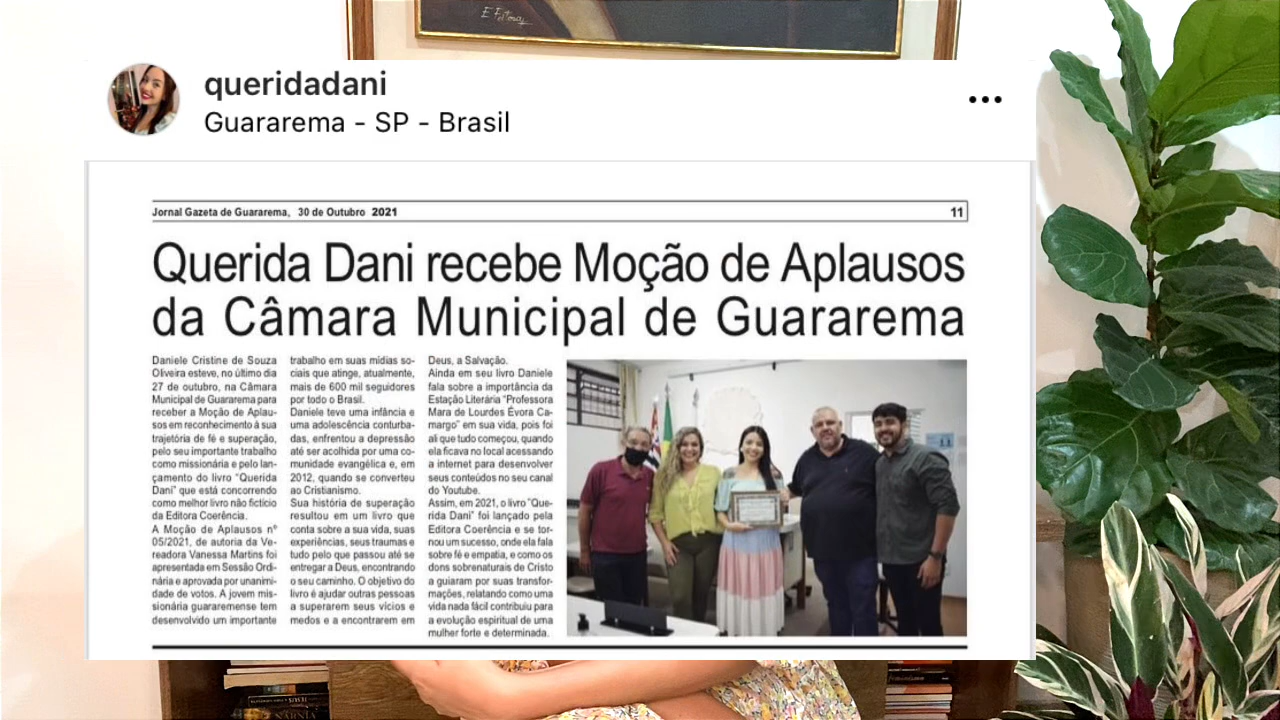 queridadani
Guararema - SP - Brasil
Jornal Gazeta de Guararema, 30 de Outubro 2021
11
Querida Dani recebe Moção de Aplausos
da Câmara Municipal de Guararema
Daniele Cristine de Souza
Oliveira esteve, no último dia
27 de outubro, na Câmara
Municipal de Guararema para
receber a Moção de Aplau-
sos em reconhecimento à sua
trajetória de fé e superação,
pelo seu importante trabalho
como missionária e pelo lan-
çamento do livro "Querida
Dani" que está concorrendo
como melhor livro não fictício
da Editora Coerência.
A Moção de Aplausos nº
05/2021, de autoria da Ve-
readora Vanessa Martins foi
apresentada em Sessão Ordi-
nária e aprovada por unanimi-
dade de votos. A jovem mis-
sionária guararemense tem
desenvolvido um importante
trabalho em suas mídias so-
ciais que atinge, atualmente,
mais de 600 mil seguidores
por todo o Brasil.
Daniele teve uma infância e
uma adolescência conturba-
das, enfrentou a depressão
até ser acolhida por uma co-
munidade evangélica e, em
2012, quando se converteu
ao Cristianismo.
Sua história de superação
resultou em um livro que
conta sobre a sua vida, suas
experiências, seus traumas e
tudo pelo que passou até se
entregar a Deus, encontrando
o seu caminho. O objetivo do
livro é ajudar outras pessoas
a superarem seus vícios e
medos e a encontrarem em
Deus, a Salvação.
Ainda em seu livro Daniele
fala sobre a importância da
Estação Literária "Professora
Mara de Lourdes Évora Ca-
margo" em sua vida, pois foi
ali que tudo começou, quando
ela ficava no local acessando
a internet para desenvolver
seus conteúdos no seu canal
do Youtube.
Assim, em 2021, o livro "Que-
rida Dani" foi lançado pela
Editora Coerência e se tor-
nou um sucesso, onde ela fala
sobre fé e empatia, e como os
dons sobrenaturais de Cristo
a guiaram por suas transfor-
mações, relatando como uma
vida nada fácil contribuiu para
a evolução espiritual de uma
mulher forte e determinada.
JESUS
NÁRNIA